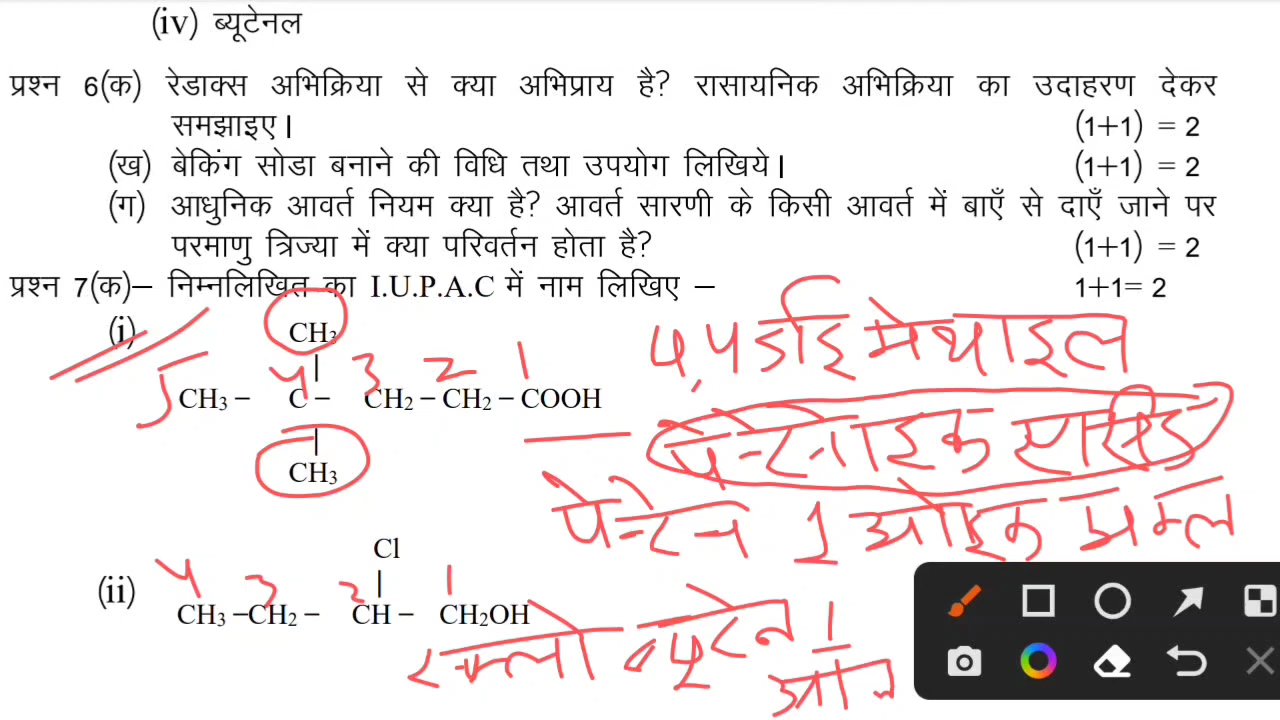 (iv) ब्यूटेनल
प्रश्न 6(क) रेडाक्स अभिक्रिया से क्या अभिप्राय है? रासायनिक अभिक्रिया का उदाहरण देकर
समझाइए। (1+1) = 2
(ख) बेकिंग सोडा बनाने की विधि तथा उपयोग लिखिये। (1+1) = 2
(ग) आधुनिक आवर्त नियम क्या है? आवर्त सारणी के किसी आवर्त में बाएँ से दाएँ जाने पर
परमाणु त्रिज्या में क्या परिवर्तन होता है? (1+1) = 2
प्रश्न 7(क)– निम्नलिखित का I.U.P.A.C में नाम लिखिए – 1+1= 2
(i)
CH₃
5 4 3 2 1
CH₃ – C – CH₂ – CH₂ – COOH
CH₃
4,4 डाई मेथाइल
पेन्टेनोइक एसिड
पेन्टेन 1 ओइक अम्ल
Cl
4 3 2 1
(ii) CH₃ –CH₂ – CH – CH₂OH
2 क्लोरो ब्यूटेन 1
ऑल